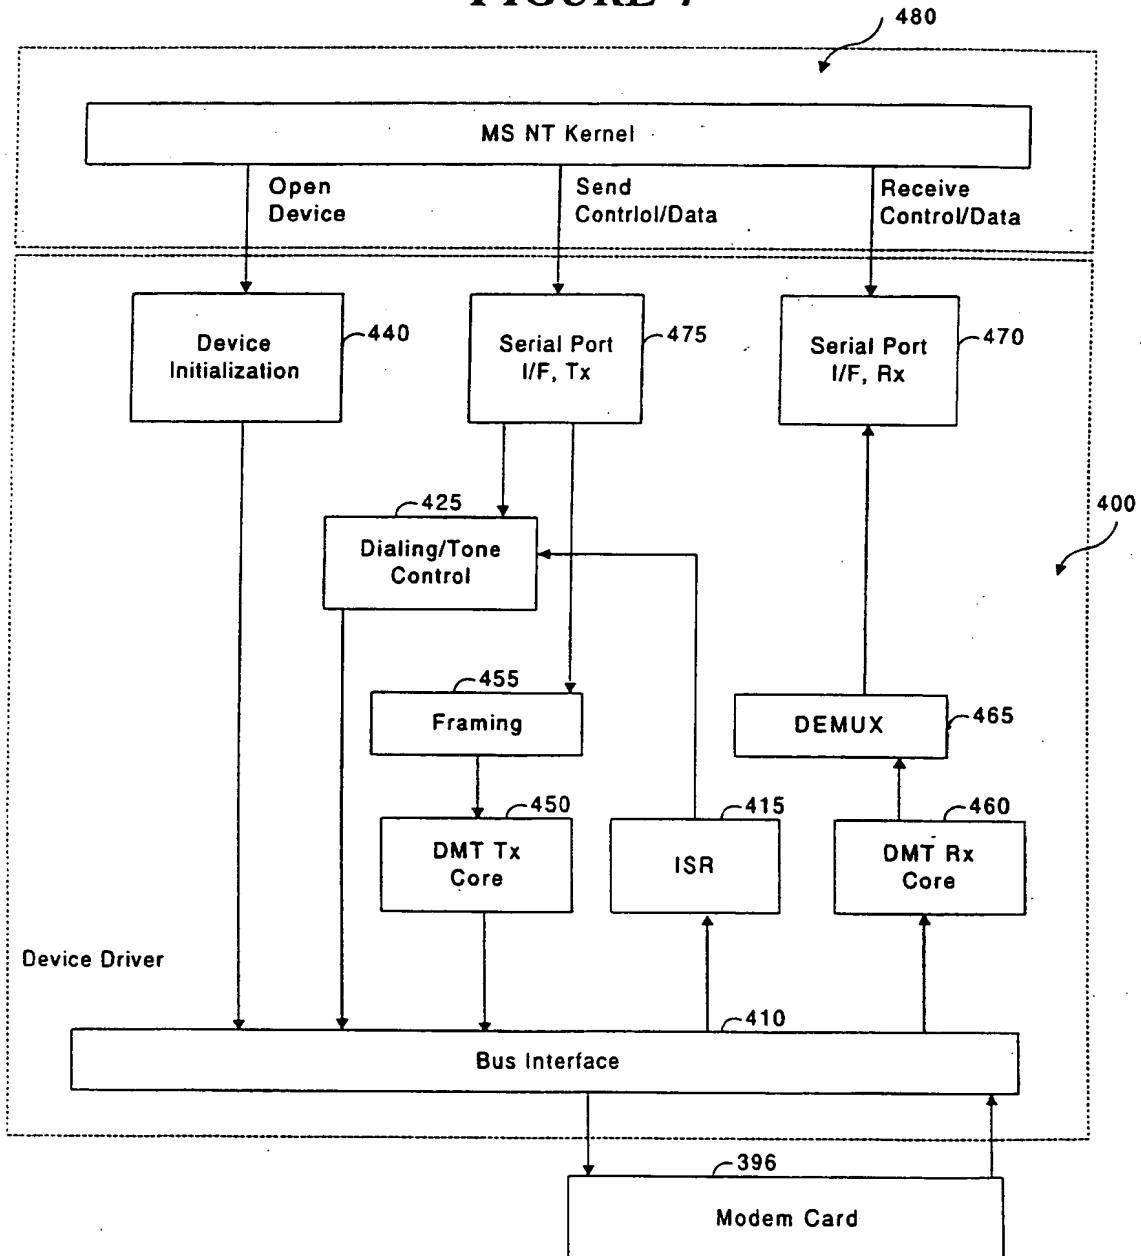 480
MS NT Kernel
Open
Device
Send
Contrlol/Data
Receive
Control/Data
Device
Initialization
440
Serial Port
I/F, Tx
475
Serial Port
I/F, Rx
470
425
Dialing/Tone
Control
400
455
Framing
DEMUX
465
450
DMT Tx
Core
415
ISR
460
DMT Rx
Core
Device Driver
410
Bus Interface
396
Modem Card